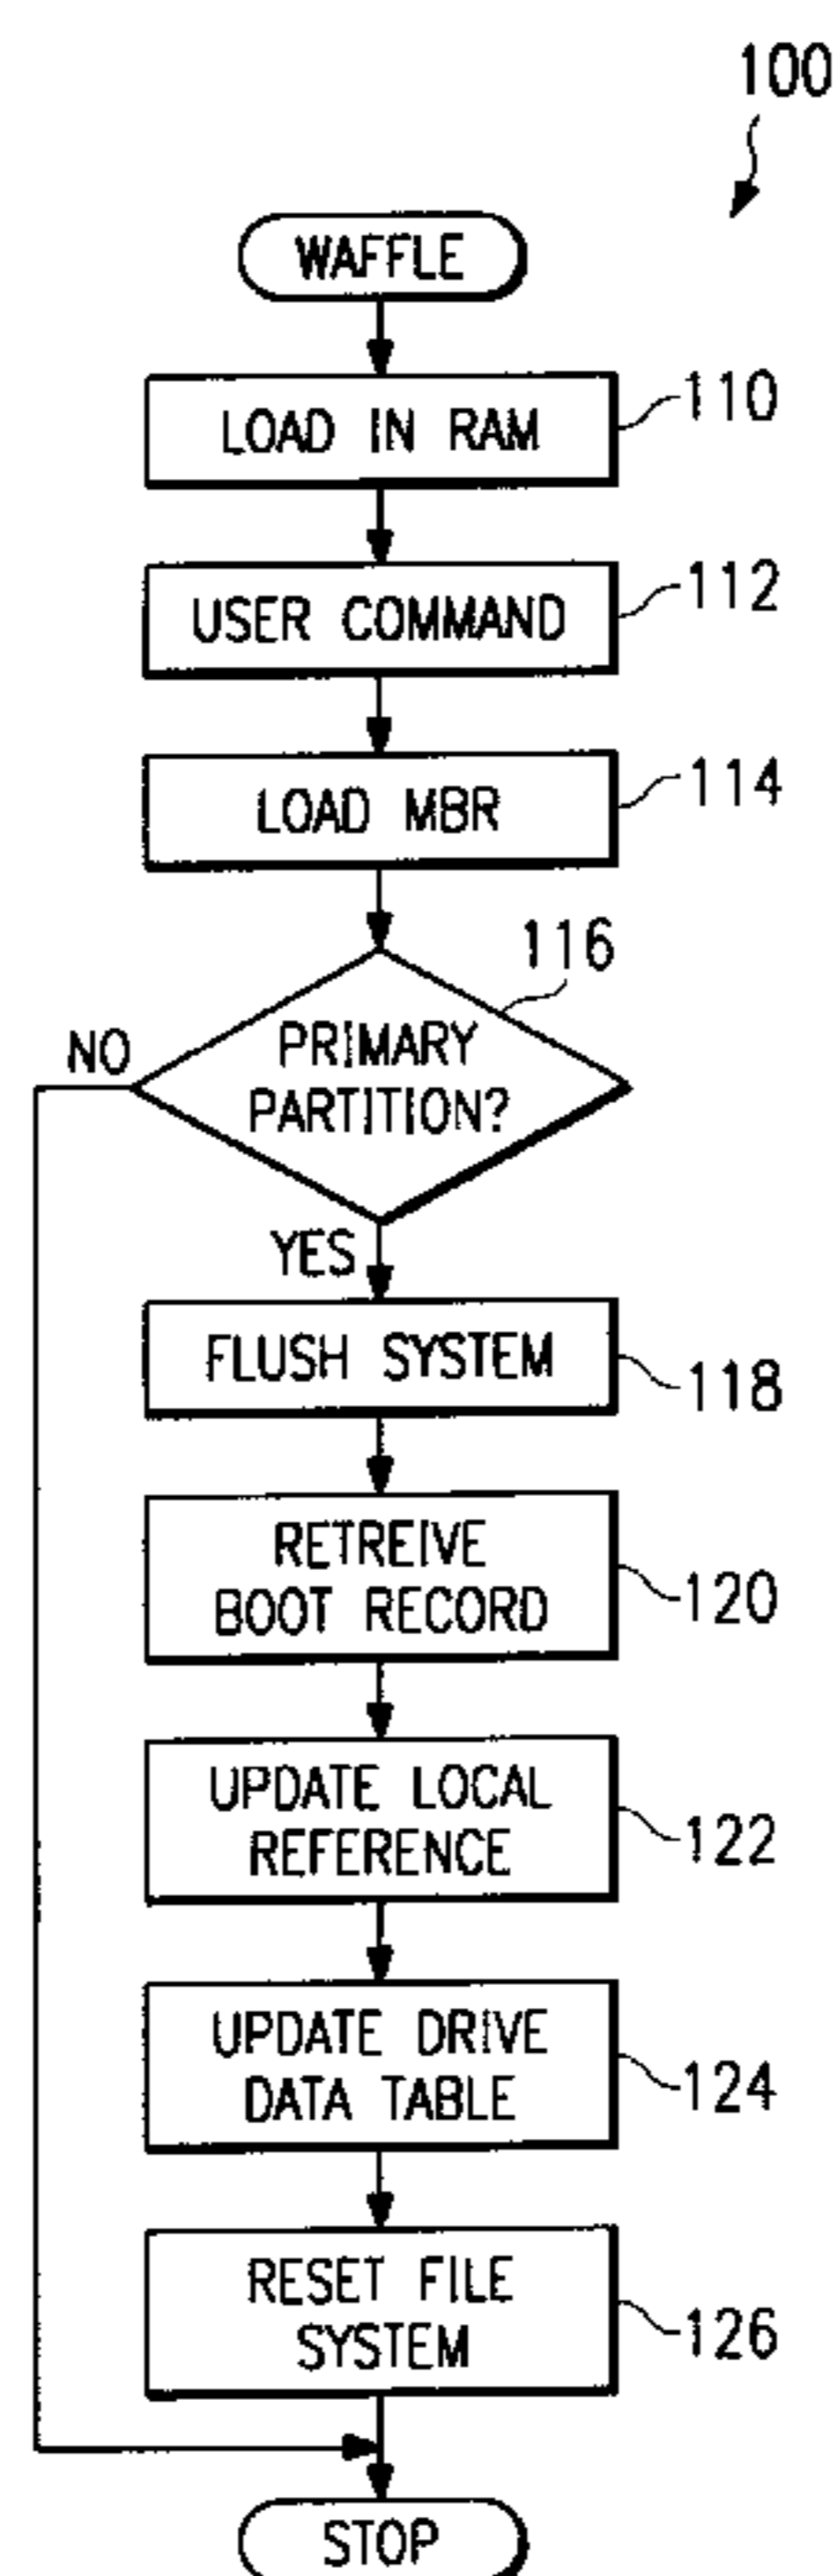 100
WAFFLE
LOAD IN RAM
110
USER COMMAND
112
LOAD MBR
114
116
PRIMARY
PARTITION?
NO
YES
FLUSH SYSTEM
118
RETREIVE
BOOT RECORD
120
UPDATE LOCAL
REFERENCE
122
UPDATE DRIVE
DATA TABLE
124
RESET FILE
SYSTEM
126
STOP